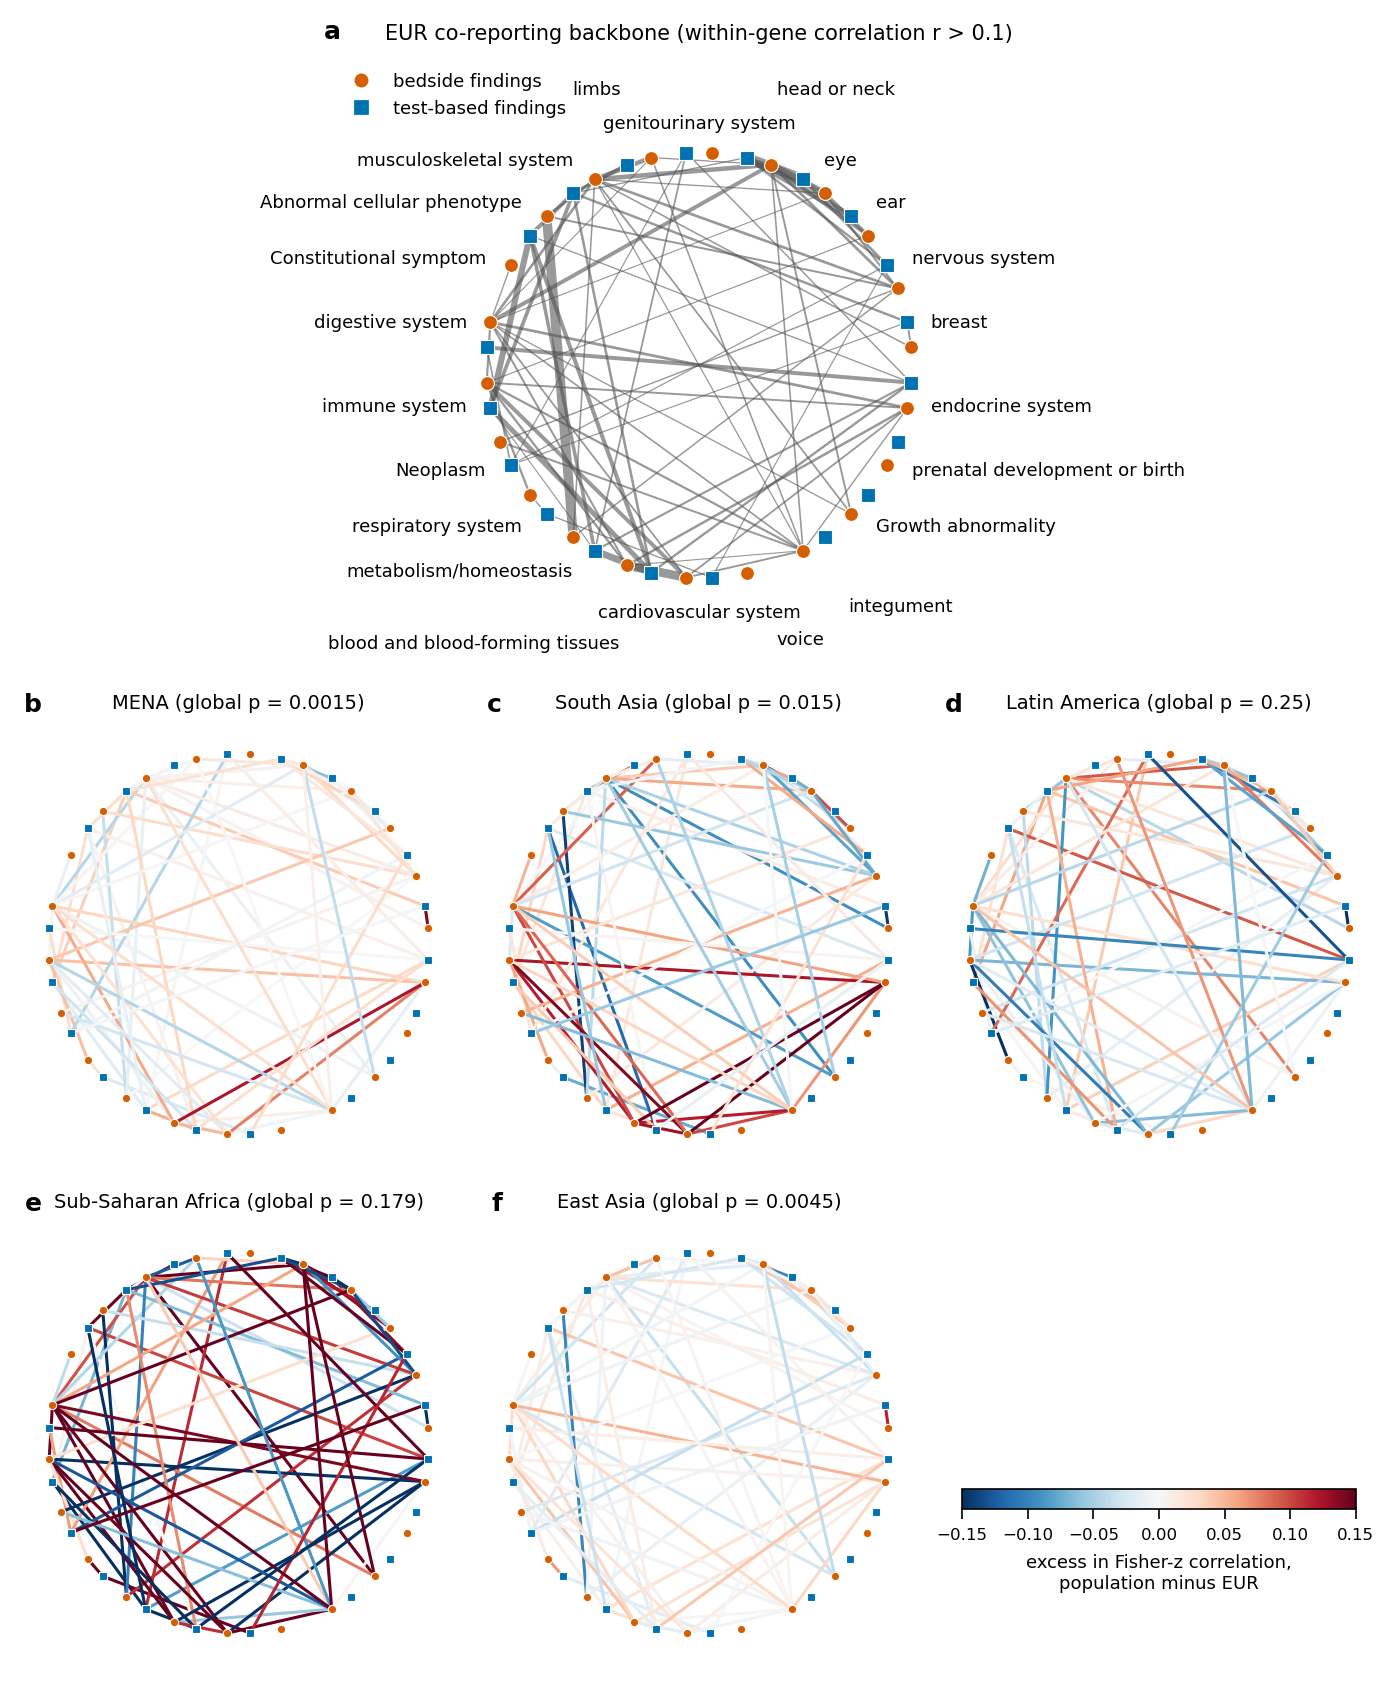 a
EUR co-reporting backbone (within-gene correlation r > 0.1)
bedside findings
test-based findings
limbs
head or neck
genitourinary system
musculoskeletal system
eye
Abnormal cellular phenotype
ear
Constitutional symptom
nervous system
digestive system
breast
immune system
endocrine system
Neoplasm
prenatal development or birth
respiratory system
Growth abnormality
metabolism/homeostasis
integument
cardiovascular system
blood and blood-forming tissues
voice
b
MENA (global p = 0.0015)
c
South Asia (global p = 0.015)
d
Latin America (global p = 0.25)
e
Sub-Saharan Africa (global p = 0.179)
f
East Asia (global p = 0.0045)
−0.15 −0.10 −0.05 0.00 0.05 0.10 0.15
excess in Fisher-z correlation,
population minus EUR